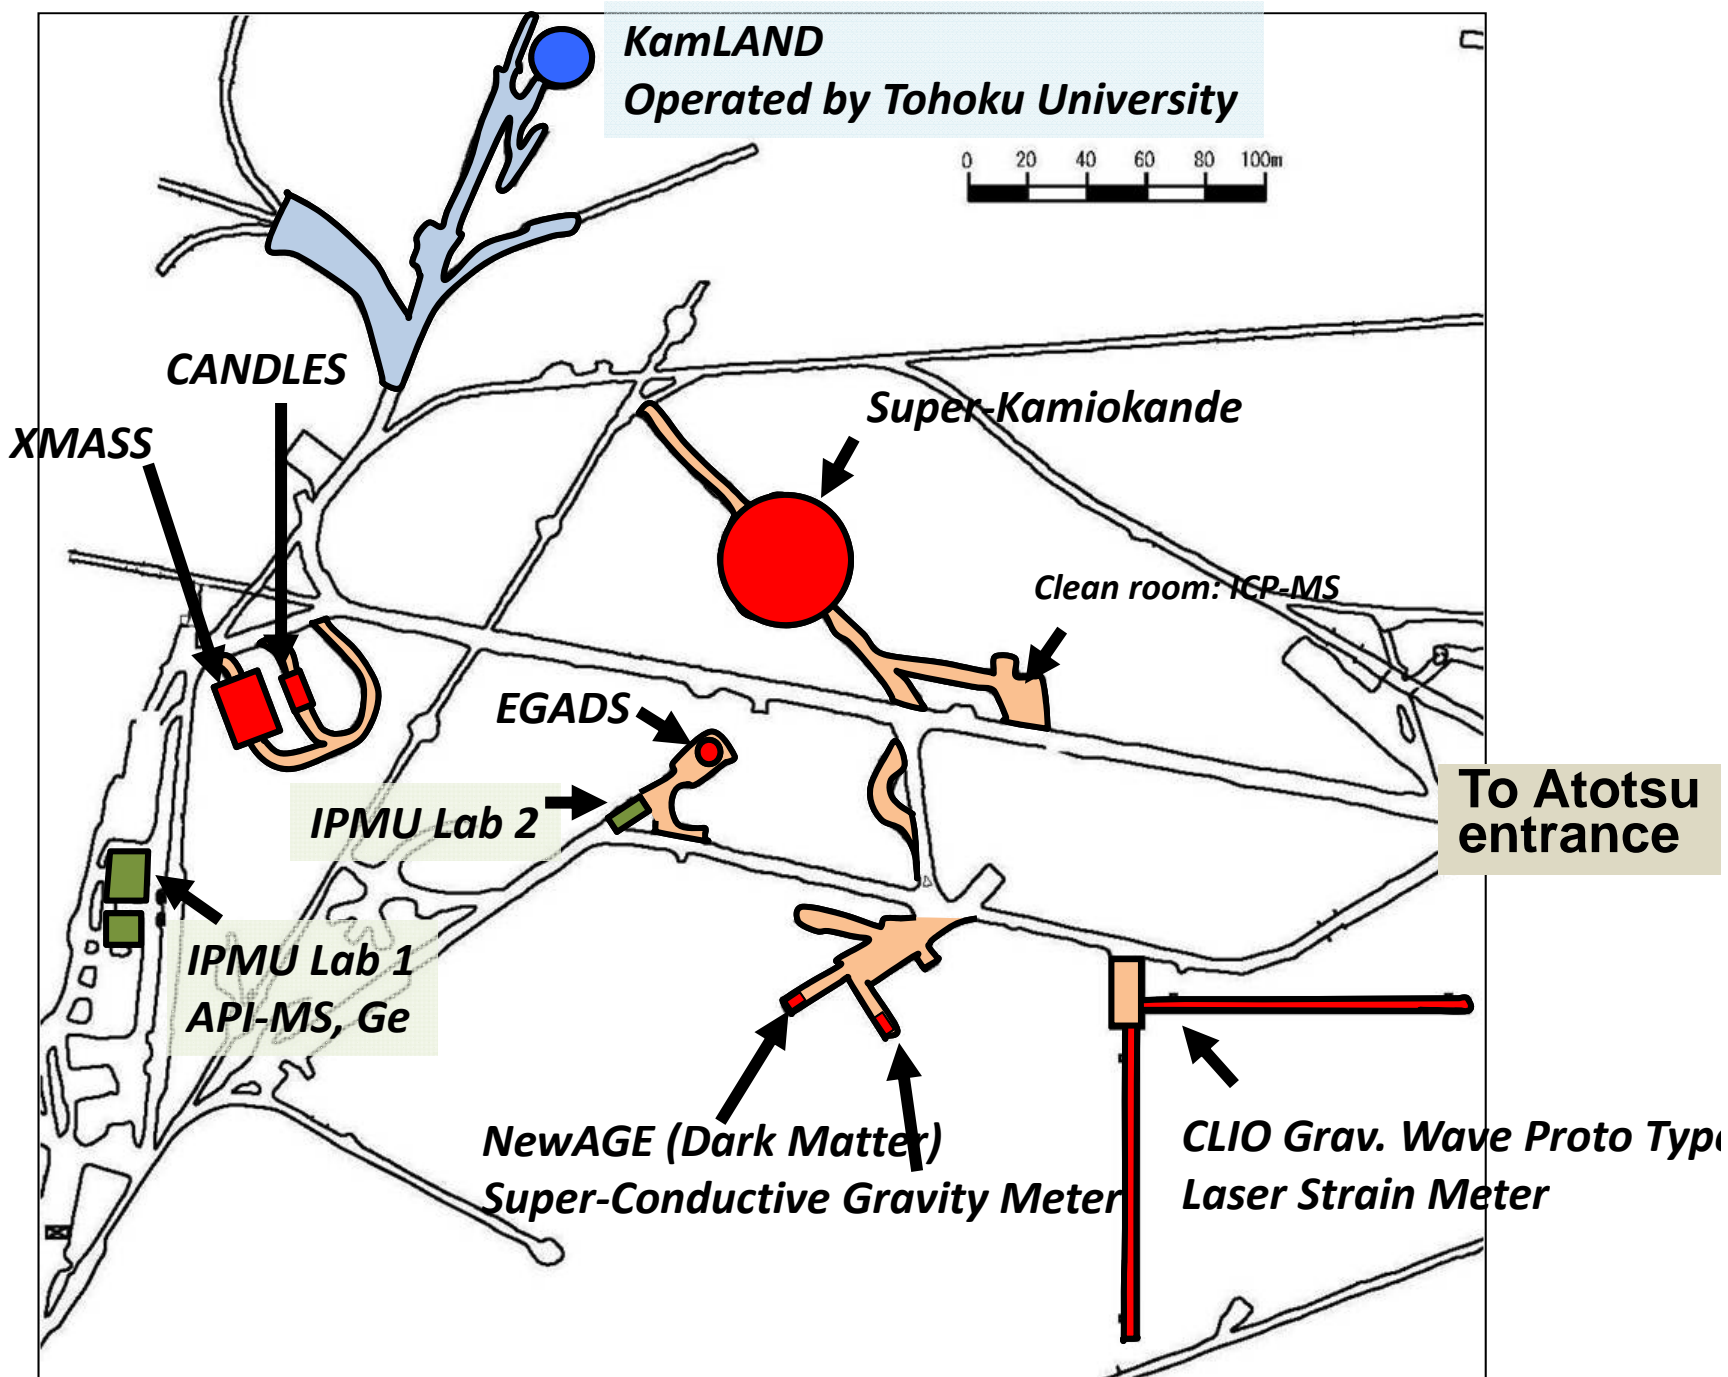 KamLAND
Operated by Tohoku University
0 20 40 60 80 100m
CANDLES
XMASS
Super-Kamiokande
Clean room: ICP-MS
EGADS
IPMU Lab 2
To Atotsu
entrance
IPMU Lab 1
API-MS, Ge
NewAGE (Dark Matter)
Super-Conductive Gravity Meter
CLIO Grav. Wave Proto Type
Laser Strain Meter